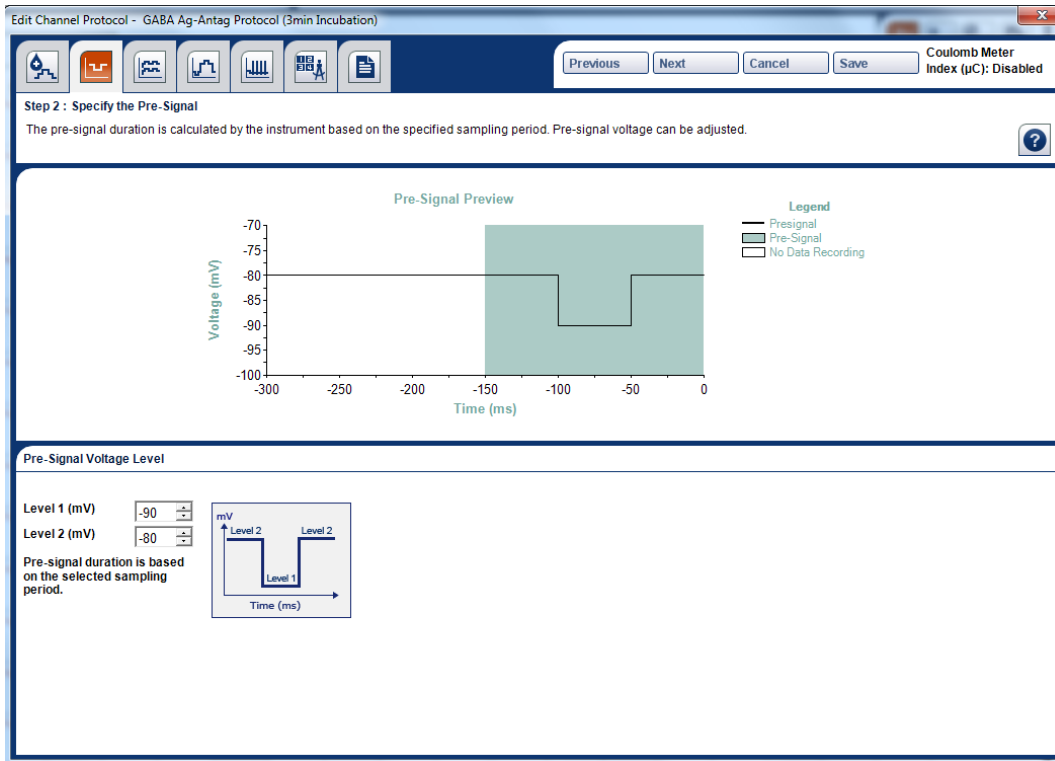 Edit Channel Protocol - GABA Ag-Antag Protocol (3min Incubation)
x
Previous
Next
Cancel
Save
Coulomb Meter
Index (µC): Disabled
Step 2 : Specify the Pre-Signal
The pre-signal duration is calculated by the instrument based on the specified sampling period. Pre-signal voltage can be adjusted.
?
Pre-Signal Preview
Legend
Presignal
Pre-Signal
No Data Recording
Voltage (mV)
-70
-75
-80
-85
-90
-95
-100
-300 -250 -200 -150 -100 -50 0
Time (ms)
Pre-Signal Voltage Level
Level 1 (mV) -90
Level 2 (mV) -80
Pre-signal duration is based
on the selected sampling
period.
mV
Level 2 Level 2
Level 1
Time (ms)